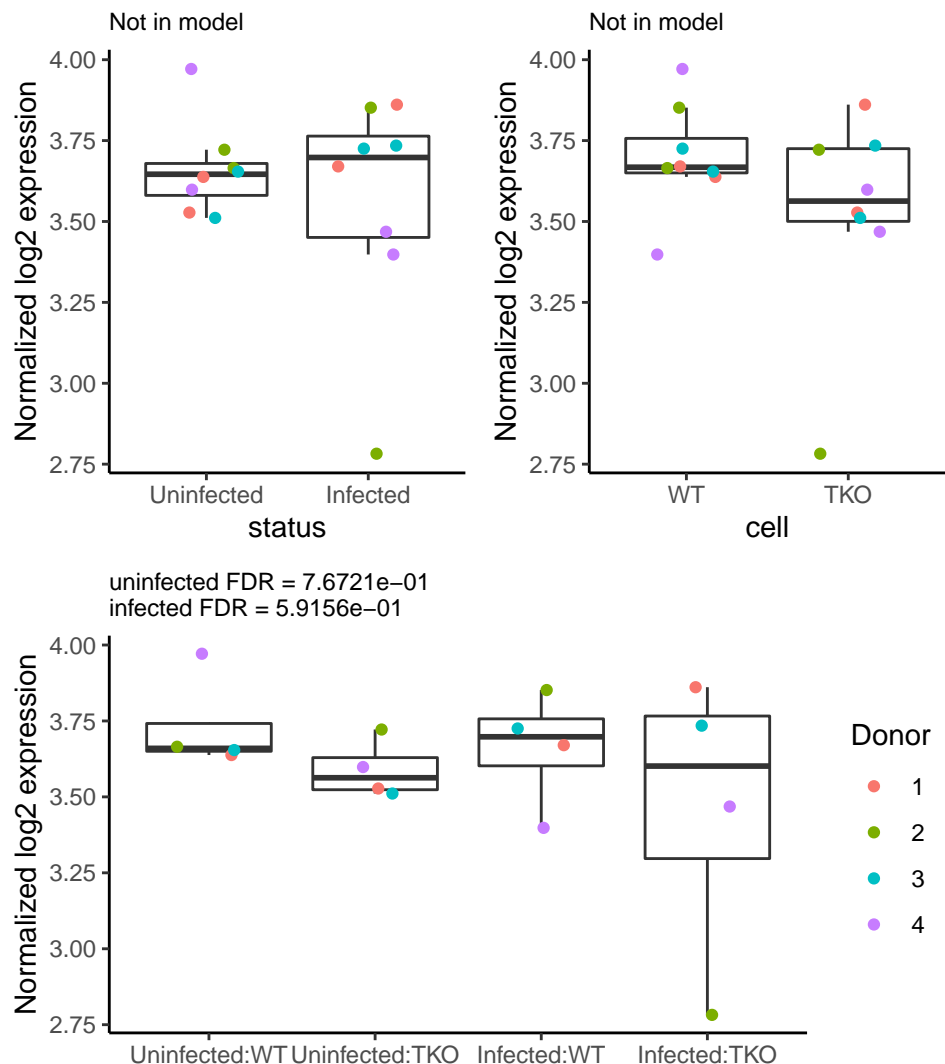 Not in model
Normalized log2 expression
4.00
3.75
3.50
3.25
3.00
2.75
Uninfected Infected
status
Not in model
Normalized log2 expression
4.00
3.75
3.50
3.25
3.00
2.75
WT TKO
cell
uninfected FDR = 7.6721e−01
infected FDR = 5.9156e−01
Normalized log2 expression
4.00
3.75
3.50
3.25
3.00
2.75
Uninfected:WT Uninfected:TKO Infected:WT Infected:TKO
Donor
1
2
3
4